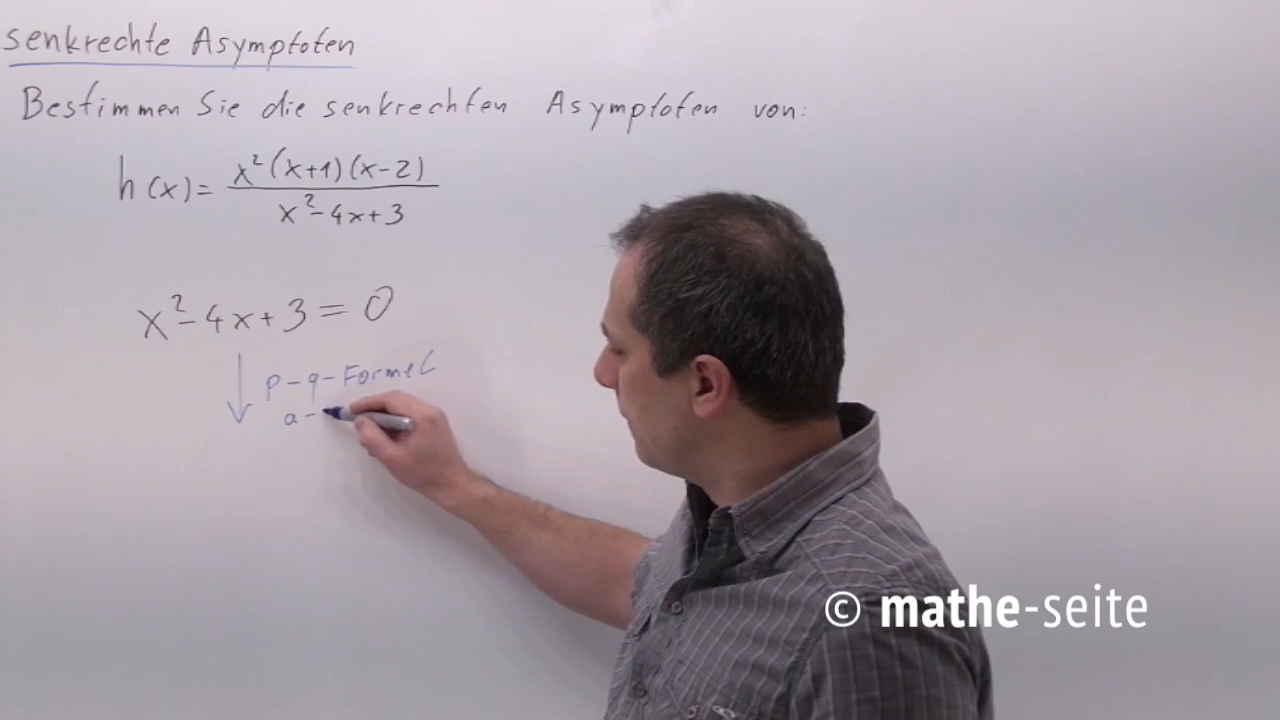 senkrechte Asymptoten
Bestimmen Sie die senkrechten Asymptoten von:
h(x) = x²(x+1)(x-2) / x²-4x+3
x²-4x+3=0
p-q-Formel
a-
© mathe-seite